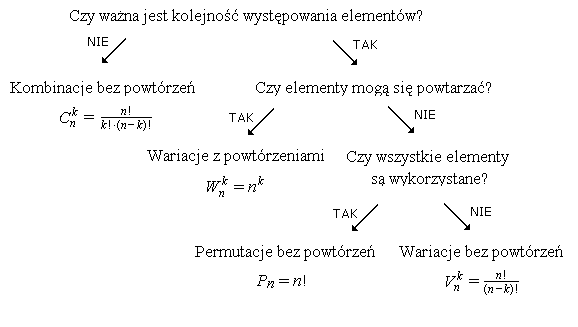 Czy ważna jest kolejność występowania elementów?
NIE
TAK
Kombinacje bez powtórzeń
Czy elementy mogą się powtarzać?
C_n^k = n!/(k!·(n−k)!)
TAK
NIE
Wariacje z powtórzeniami
Czy wszystkie elementy
są wykorzystane?
W_n^k = n^k
TAK
NIE
Permutacje bez powtórzeń
Wariacje bez powtórzeń
P_n = n!
V_n^k = n!/(n−k)!